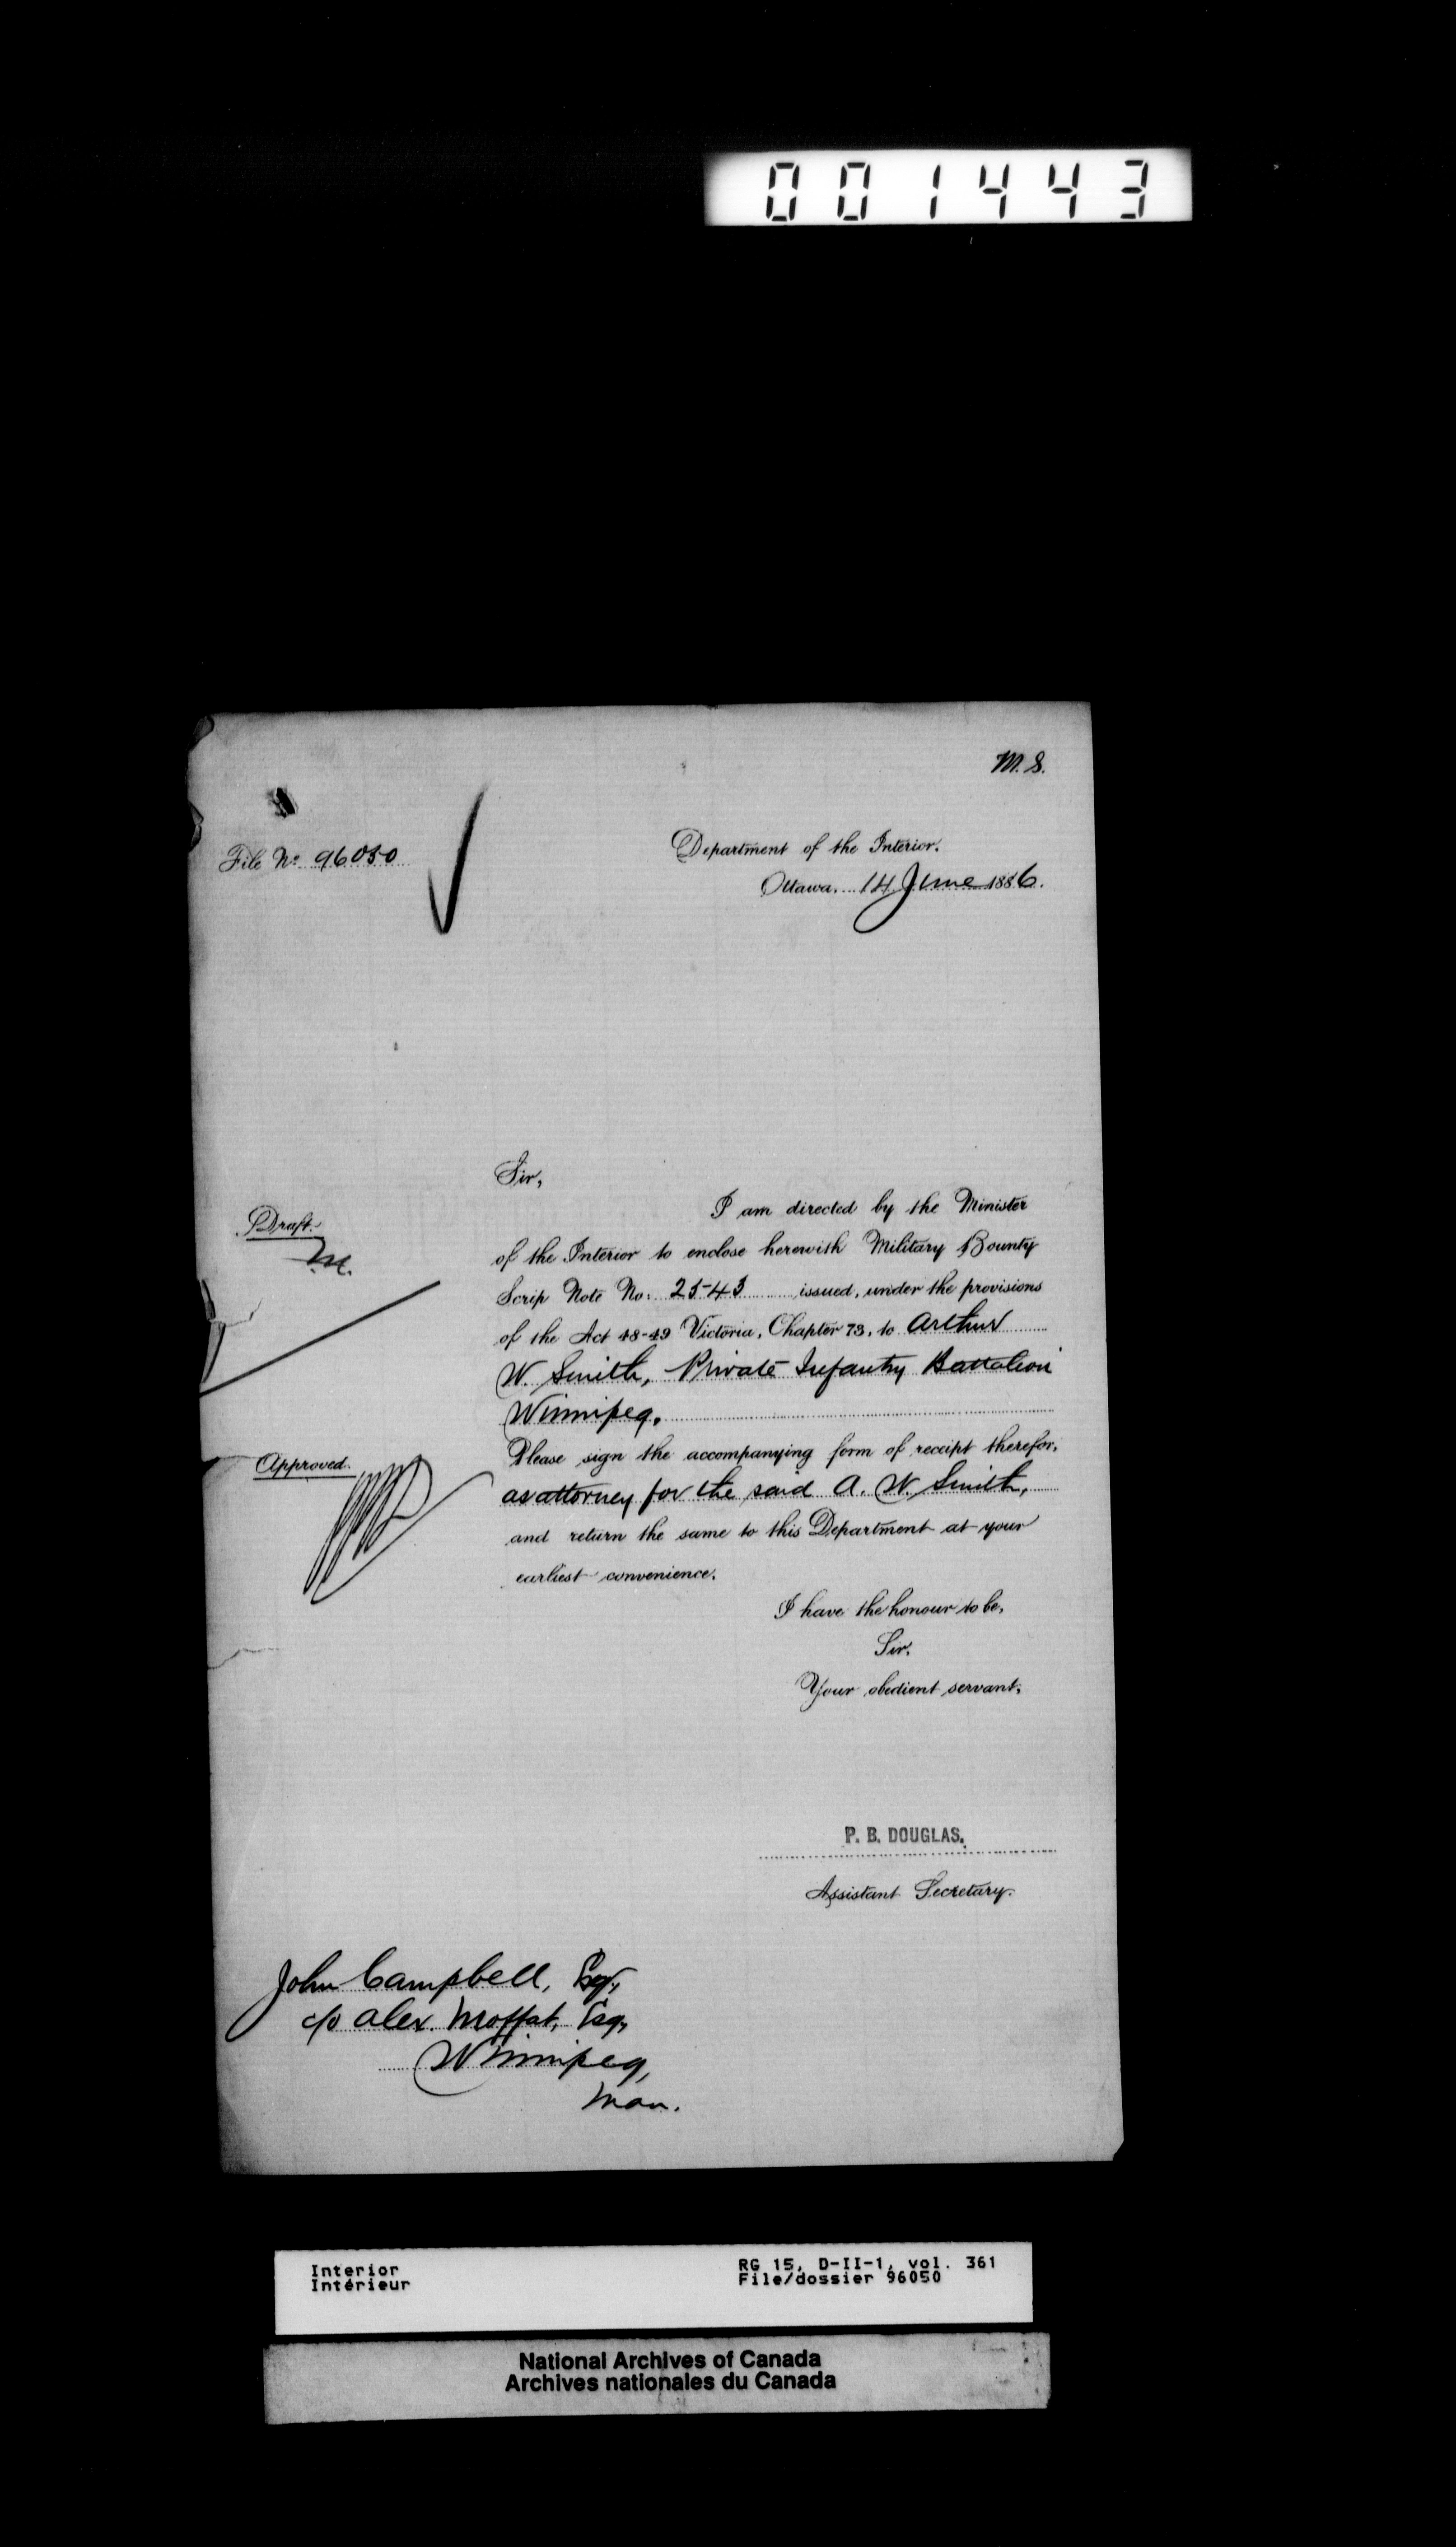 001443
M. S.
File No. 96050
Department of the Interior.
Ottawa. 14 June 1886.
Sir,
Draft.
M.
I am directed by the Minister
of the Interior to enclose herewith Military Bounty
Scrip Note No: 2543 issued, under the provisions
of the Act 48-49 Victoria, Chapter 73, to Arthur
W. Smith, Private Infantry Battalion
Winnipeg.
Please sign the accompanying form of receipt therefor,
Approved.
as attorney for the said A. W. Smith,
and return the same to this Department at your
earliest convenience.
I have the honour to be,
Sir,
Your obedient servant,
P. B. DOUGLAS.
Assistant Secretary.
John Campbell, Esq.,
c/o Alex. Moffat, Esq,
Winnipeg,
Man.
Interior
Intérieur
RG 15, D-II-1, vol. 361
File/dossier 96050
National Archives of Canada
Archives nationales du Canada